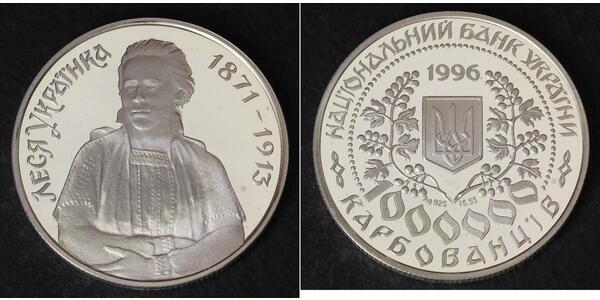 ЛЕСЯ УКРАЇНКА
1871-1913
НАЦІОНАЛЬНИЙ БАНК УКРАЇНИ
1996
Ag 925 15,55
1000000
КАРБОВАНЦІВ